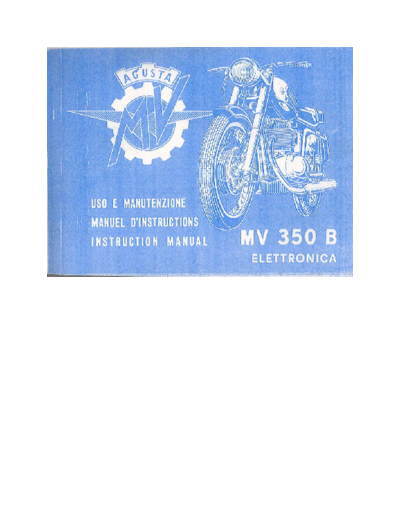 AGUSTA
MV
USO E MANUTENZIONE
MANUEL D'INSTRUCTIONS
INSTRUCTION MANUAL
MV 350 B
ELETTRONICA